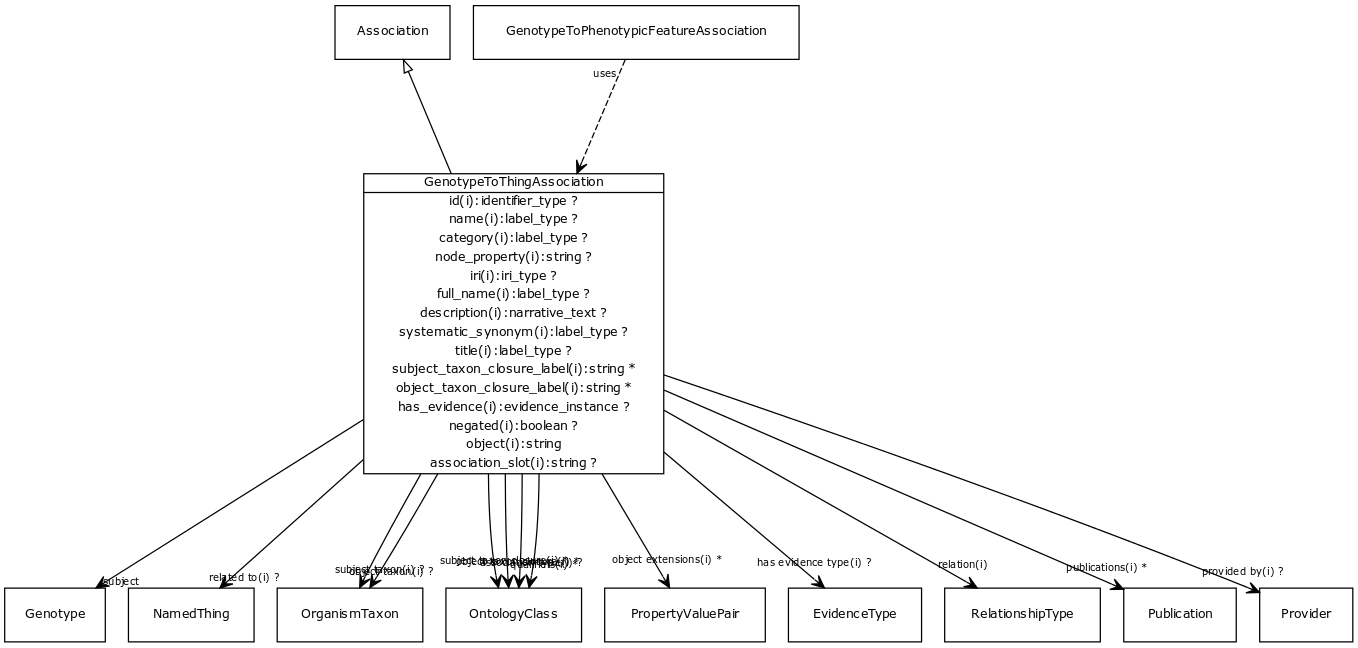 Association
GenotypeToPhenotypicFeatureAssociation
uses
GenotypeToThingAssociation
id(i):identifier_type ?
name(i):label_type ?
category(i):label_type ?
node_property(i):string ?
iri(i):iri_type ?
full_name(i):label_type ?
description(i):narrative_text ?
systematic_synonym(i):label_type ?
title(i):label_type ?
subject_taxon_closure_label(i):string *
object_taxon_closure_label(i):string *
has_evidence(i):evidence_instance ?
negated(i):boolean ?
object(i):string
association_slot(i):string ?
subject
related to(i) ?
subject taxon(i) ?
object taxon(i) ?
subject taxon closure(i) *
object extensions(i) *
has evidence type(i) ?
relation(i)
publications(i) *
provided by(i) ?
Genotype
NamedThing
OrganismTaxon
OntologyClass
PropertyValuePair
EvidenceType
RelationshipType
Publication
Provider